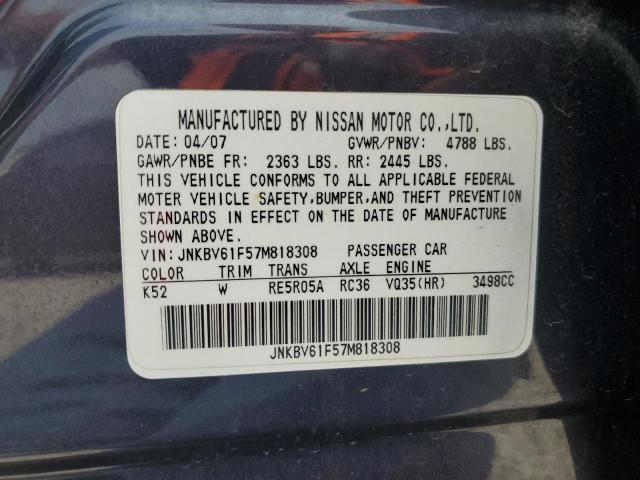 MANUFACTURED BY NISSAN MOTOR CO.,LTD.
DATE: 04/07 GVWR/PNBV: 4788 LBS.
GAWR/PNBE FR: 2363 LBS. RR: 2445 LBS.
THIS VEHICLE CONFORMS TO ALL APPLICABLE FEDERAL
MOTOR VEHICLE SAFETY,BUMPER,AND THEFT PREVENTION
STANDARDS IN EFFECT ON THE DATE OF MANUFACTURE
SHOWN ABOVE.
VIN: JNKBV61F57M818308 PASSENGER CAR
COLOR TRIM TRANS AXLE ENGINE
K52 W RE5R05A RC36 VQ35(HR) 3498CC
JNKBV61F57M818308